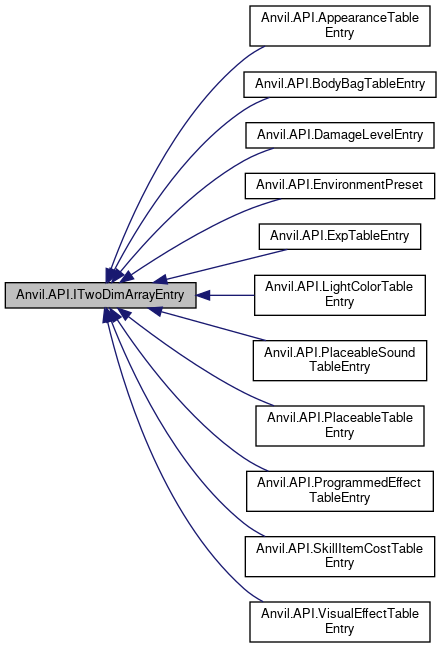 Anvil.API.AppearanceTable
Entry
Anvil.API.BodyBagTableEntry
Anvil.API.DamageLevelEntry
Anvil.API.EnvironmentPreset
Anvil.API.ExpTableEntry
Anvil.API.ITwoDimArrayEntry
Anvil.API.LightColorTable
Entry
Anvil.API.PlaceableSound
TableEntry
Anvil.API.PlaceableTable
Entry
Anvil.API.ProgrammedEffect
TableEntry
Anvil.API.SkillItemCostTable
Entry
Anvil.API.VisualEffectTable
Entry